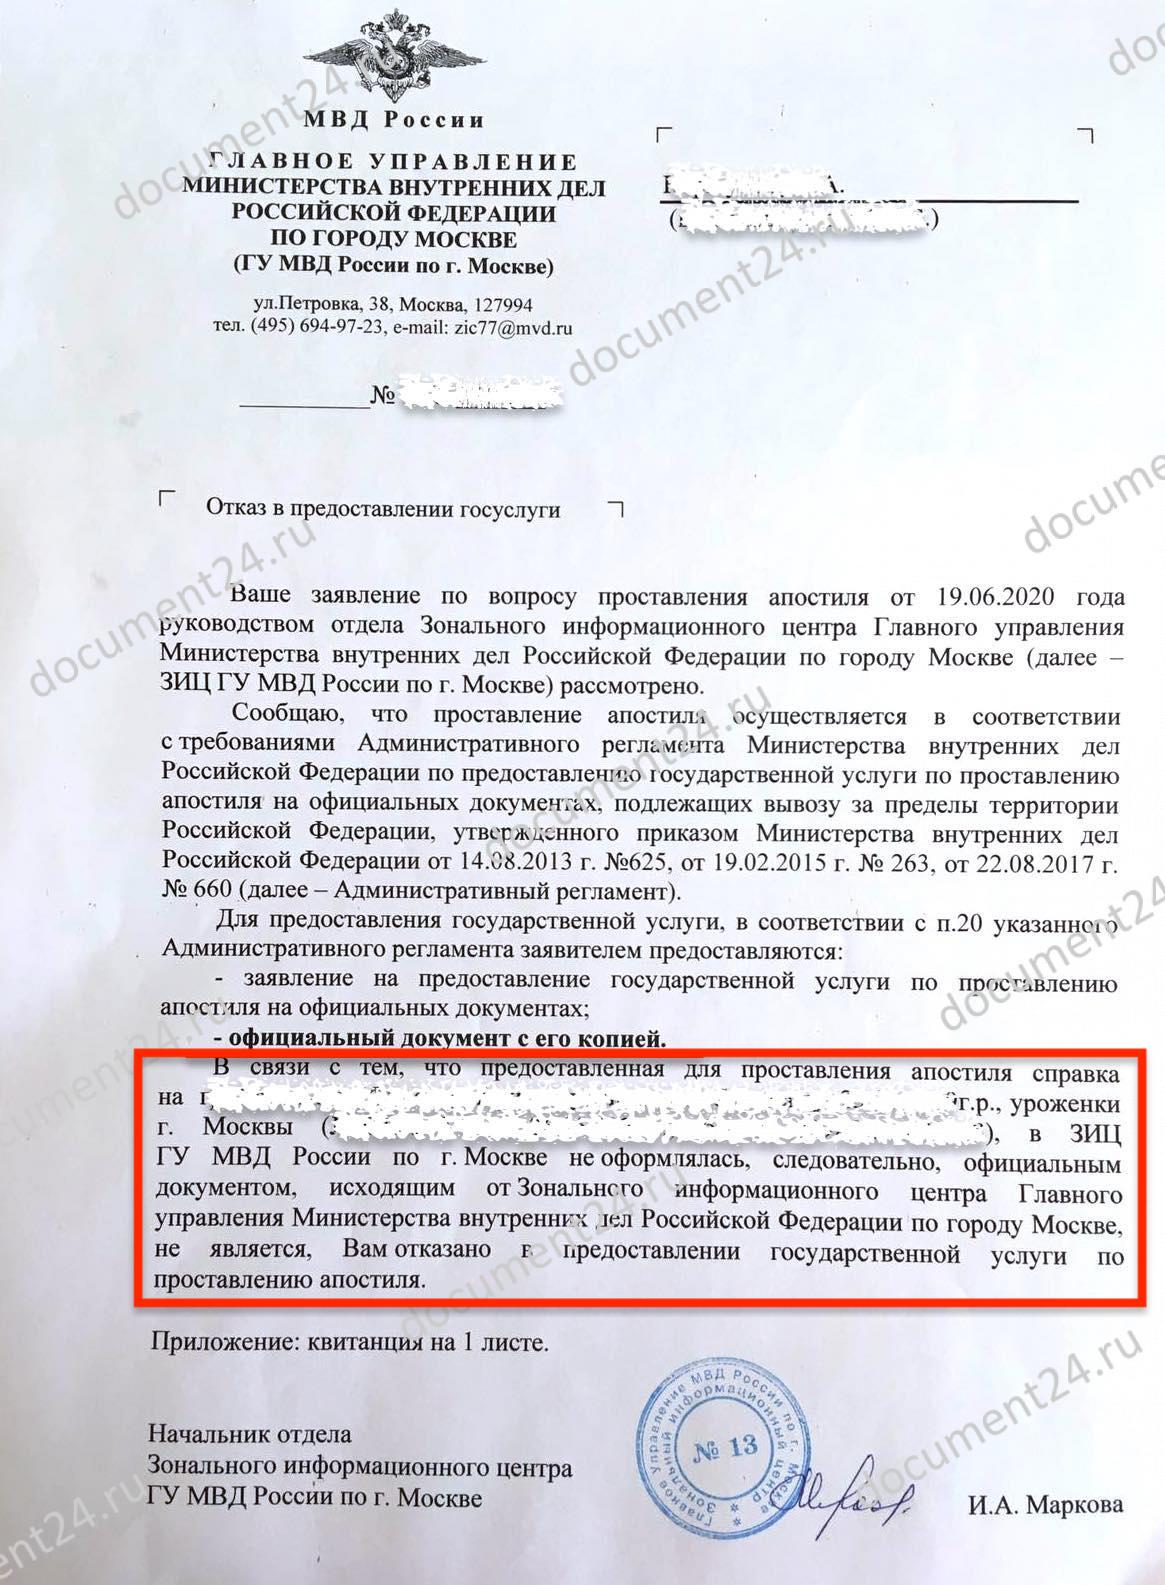 МВД России
ГЛАВНОЕ УПРАВЛЕНИЕ
МИНИСТЕРСТВА ВНУТРЕННИХ ДЕЛ
РОССИЙСКОЙ ФЕДЕРАЦИИ
ПО ГОРОДУ МОСКВЕ
(ГУ МВД России по г. Москве)
ул.Петровка, 38, Москва, 127994
тел. (495) 694-97-23, e-mail: zic77@mvd.ru
№
Отказ в предоставлении госуслуги
Ваше заявление по вопросу проставления апостиля от 19.06.2020 года
руководством отдела Зонального информационного центра Главного управления
Министерства внутренних дел Российской Федерации по городу Москве (далее –
ЗИЦ ГУ МВД России по г. Москве) рассмотрено.
Сообщаю, что проставление апостиля осуществляется в соответствии
с требованиями Административного регламента Министерства внутренних дел
Российской Федерации по предоставлению государственной услуги по проставлению
апостиля на официальных документах, подлежащих вывозу за пределы территории
Российской Федерации, утвержденного приказом Министерства внутренних дел
Российской Федерации от 14.08.2013 г. №625, от 19.02.2015 г. № 263, от 22.08.2017 г.
№ 660 (далее – Административный регламент).
Для предоставления государственной услуги, в соответствии с п.20 указанного
Административного регламента заявителем предоставляются:
- заявление на предоставление государственной услуги по проставлению
апостиля на официальных документах;
- официальный документ с его копией.
В связи с тем, что предоставленная для проставления апостиля справка
на г.р., уроженки
г. Москвы ( ), в ЗИЦ
ГУ МВД России по г. Москве не оформлялась, следовательно, официальным
документом, исходящим от Зонального информационного центра Главного
управления Министерства внутренних дел Российской Федерации по городу Москве,
не является, Вам отказано в предоставлении государственной услуги по
проставлению апостиля.
Приложение: квитанция на 1 листе.
Начальник отдела
Зонального информационного центра
ГУ МВД России по г. Москве
И.А. Маркова
Главное управление МВД России по г. Москве
Зональный информационный центр
№ 13
document24.ru
document24.ru
document24.ru
document24.ru
document24.ru
document24.ru